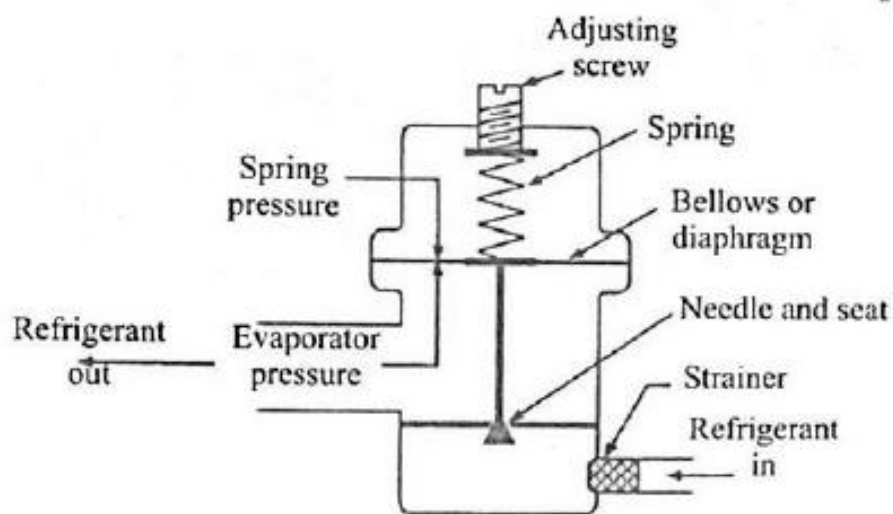 Adjusting
screw
Spring
Spring
pressure
Bellows or
diaphragm
Needle and seat
Refrigerant
out
Evaporator
pressure
Strainer
Refrigerant
in